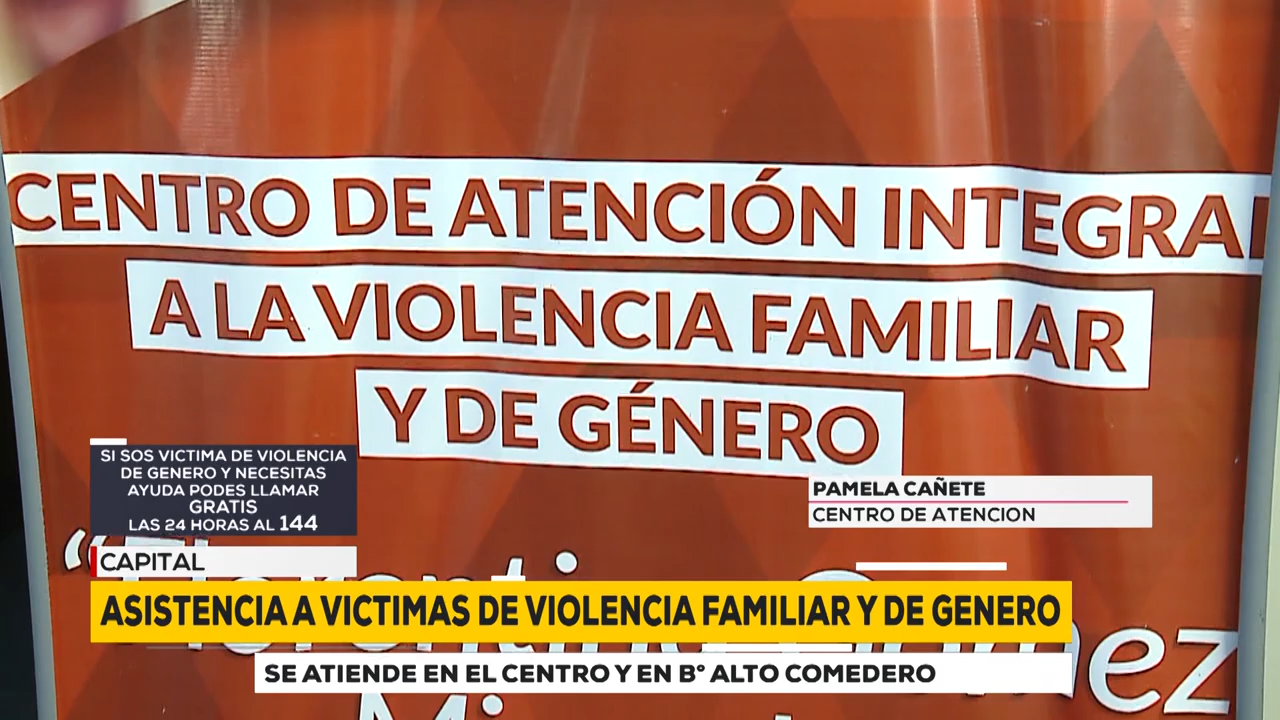 CENTRO DE ATENCIÓN INTEGRAL
A LA VIOLENCIA FAMILIAR
Y DE GÉNERO
SI SOS VICTIMA DE VIOLENCIA
DE GENERO Y NECESITAS
AYUDA PODES LLAMAR
GRATIS
LAS 24 HORAS AL 144
PAMELA CAÑETE
CENTRO DE ATENCION
CAPITAL
ASISTENCIA A VICTIMAS DE VIOLENCIA FAMILIAR Y DE GENERO
SE ATIENDE EN EL CENTRO Y EN B° ALTO COMEDERO